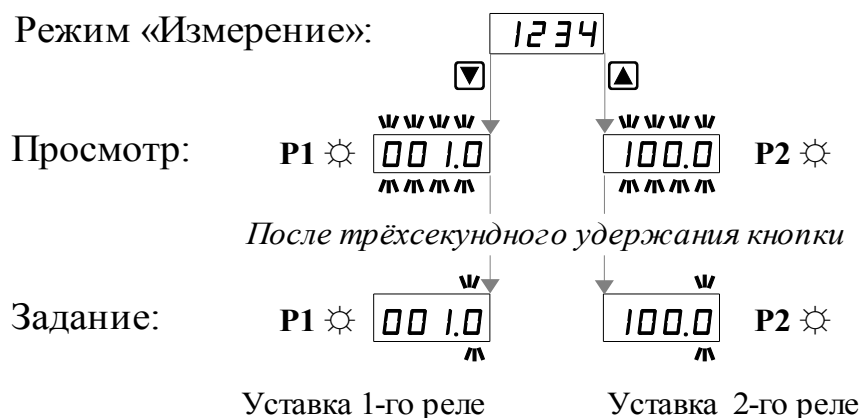 Режим «Измерение»: 1234
Просмотр: P1 001.0 100.0 P2
После трёхсекундного удержания кнопки
Задание: P1 001.0 100.0 P2
Уставка 1-го реле Уставка 2-го реле